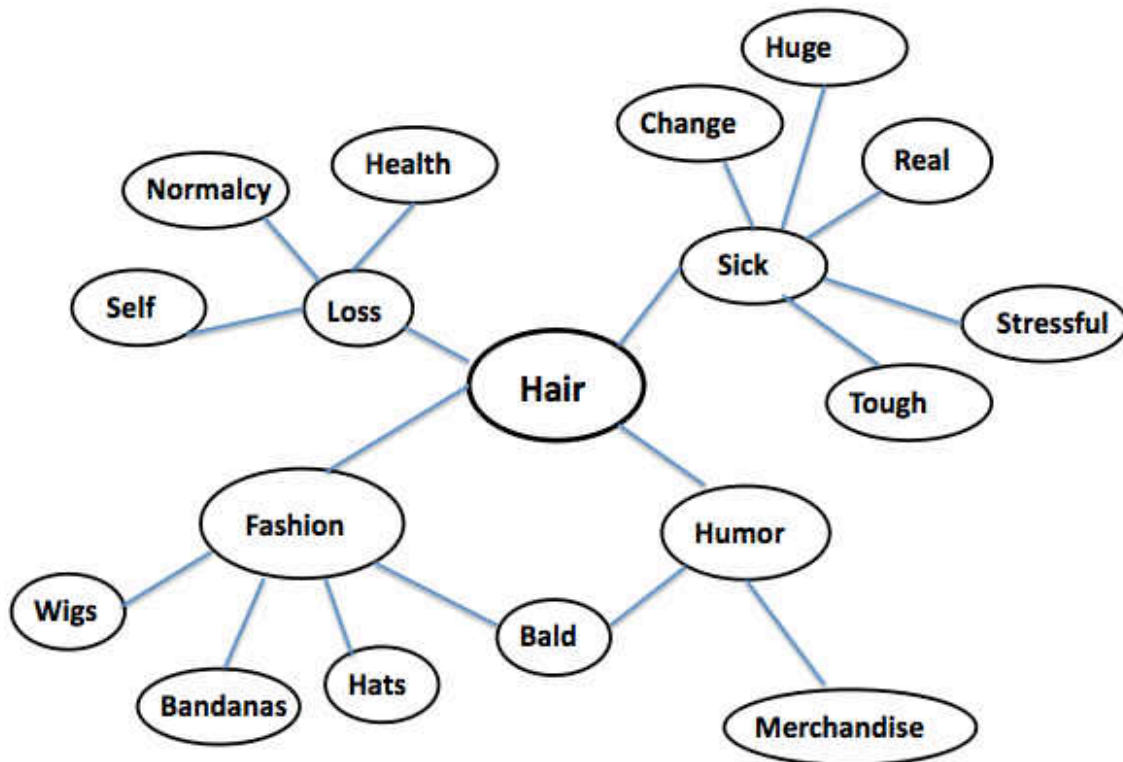 Huge
Change
Real
Health
Normalcy
Sick
Self
Loss
Stressful
Hair
Tough
Fashion
Humor
Wigs
Bald
Hats
Bandanas
Merchandise